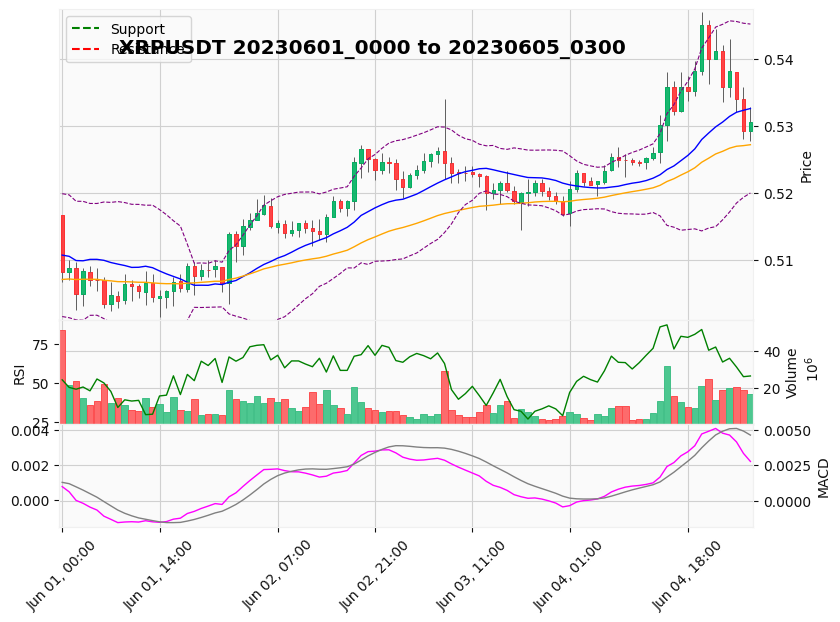 Support
Resistance
XRPUSDT 20230601_0000 to 20230605_0300
0.54
0.53
0.52
0.51
Price
75
50
25
RSI
40
20
Volume
10^6
0.004
0.002
0.000
0.0050
0.0025
0.0000
MACD
Jun 01, 00:00
Jun 01, 14:00
Jun 02, 07:00
Jun 02, 21:00
Jun 03, 11:00
Jun 04, 01:00
Jun 04, 18:00